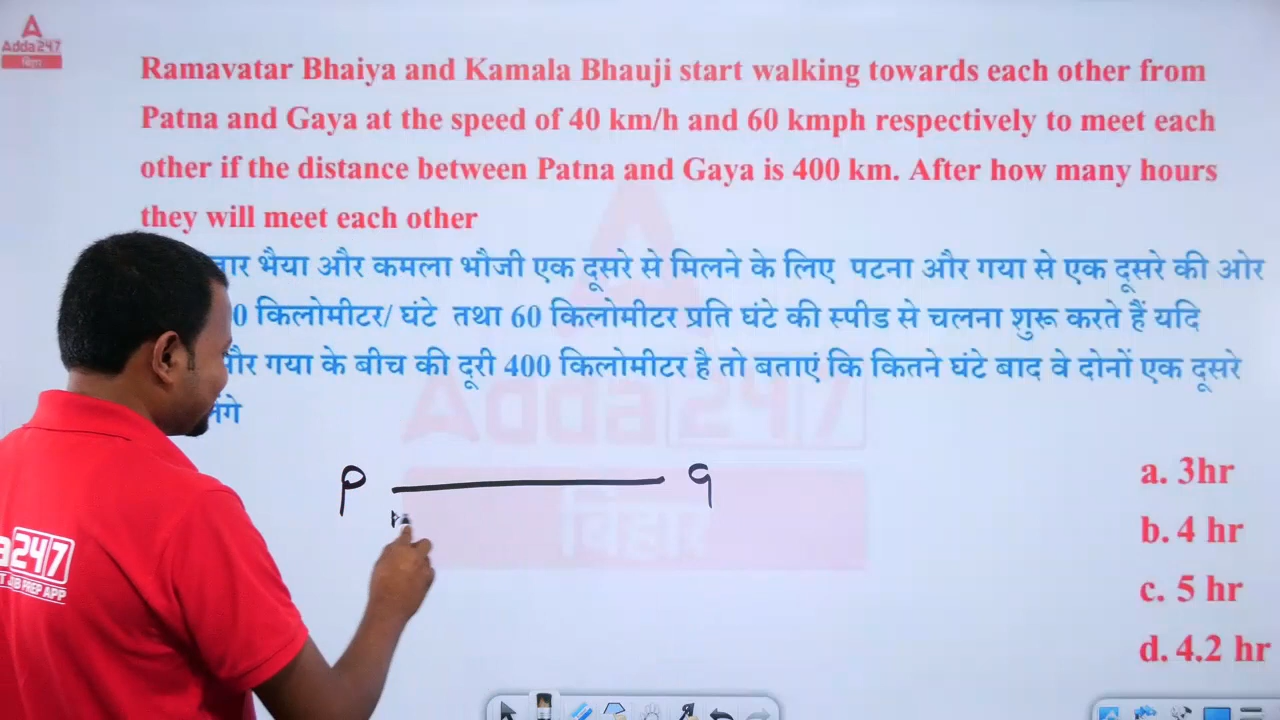 Adda247
बिहार
Ramavatar Bhaiya and Kamala Bhauji start walking towards each other from
Patna and Gaya at the speed of 40 km/h and 60 kmph respectively to meet each
other if the distance between Patna and Gaya is 400 km. After how many hours
they will meet each other
भैया और कमला भौजी एक दूसरे से मिलने के लिए पटना और गया से एक दूसरे की ओर
किलोमीटर/ घंटे तथा 60 किलोमीटर प्रति घंटे की स्पीड से चलना शुरू करते हैं यदि
गया के बीच की दूरी 400 किलोमीटर है तो बताएं कि कितने घंटे बाद वे दोनों एक दूसरे
P G
a. 3hr
b. 4 hr
c. 5 hr
d. 4.2 hr
Adda247
बिहार
a247